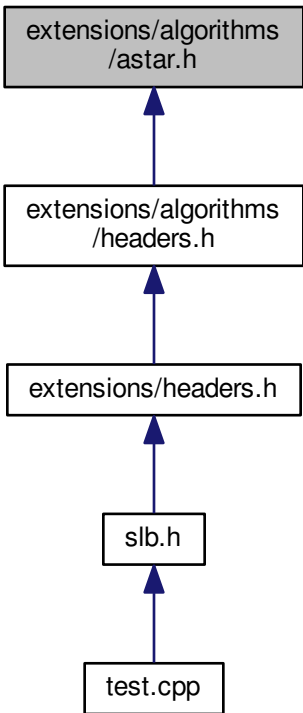 extensions/algorithms
/astar.h
extensions/algorithms
/headers.h
extensions/headers.h
slb.h
test.cpp